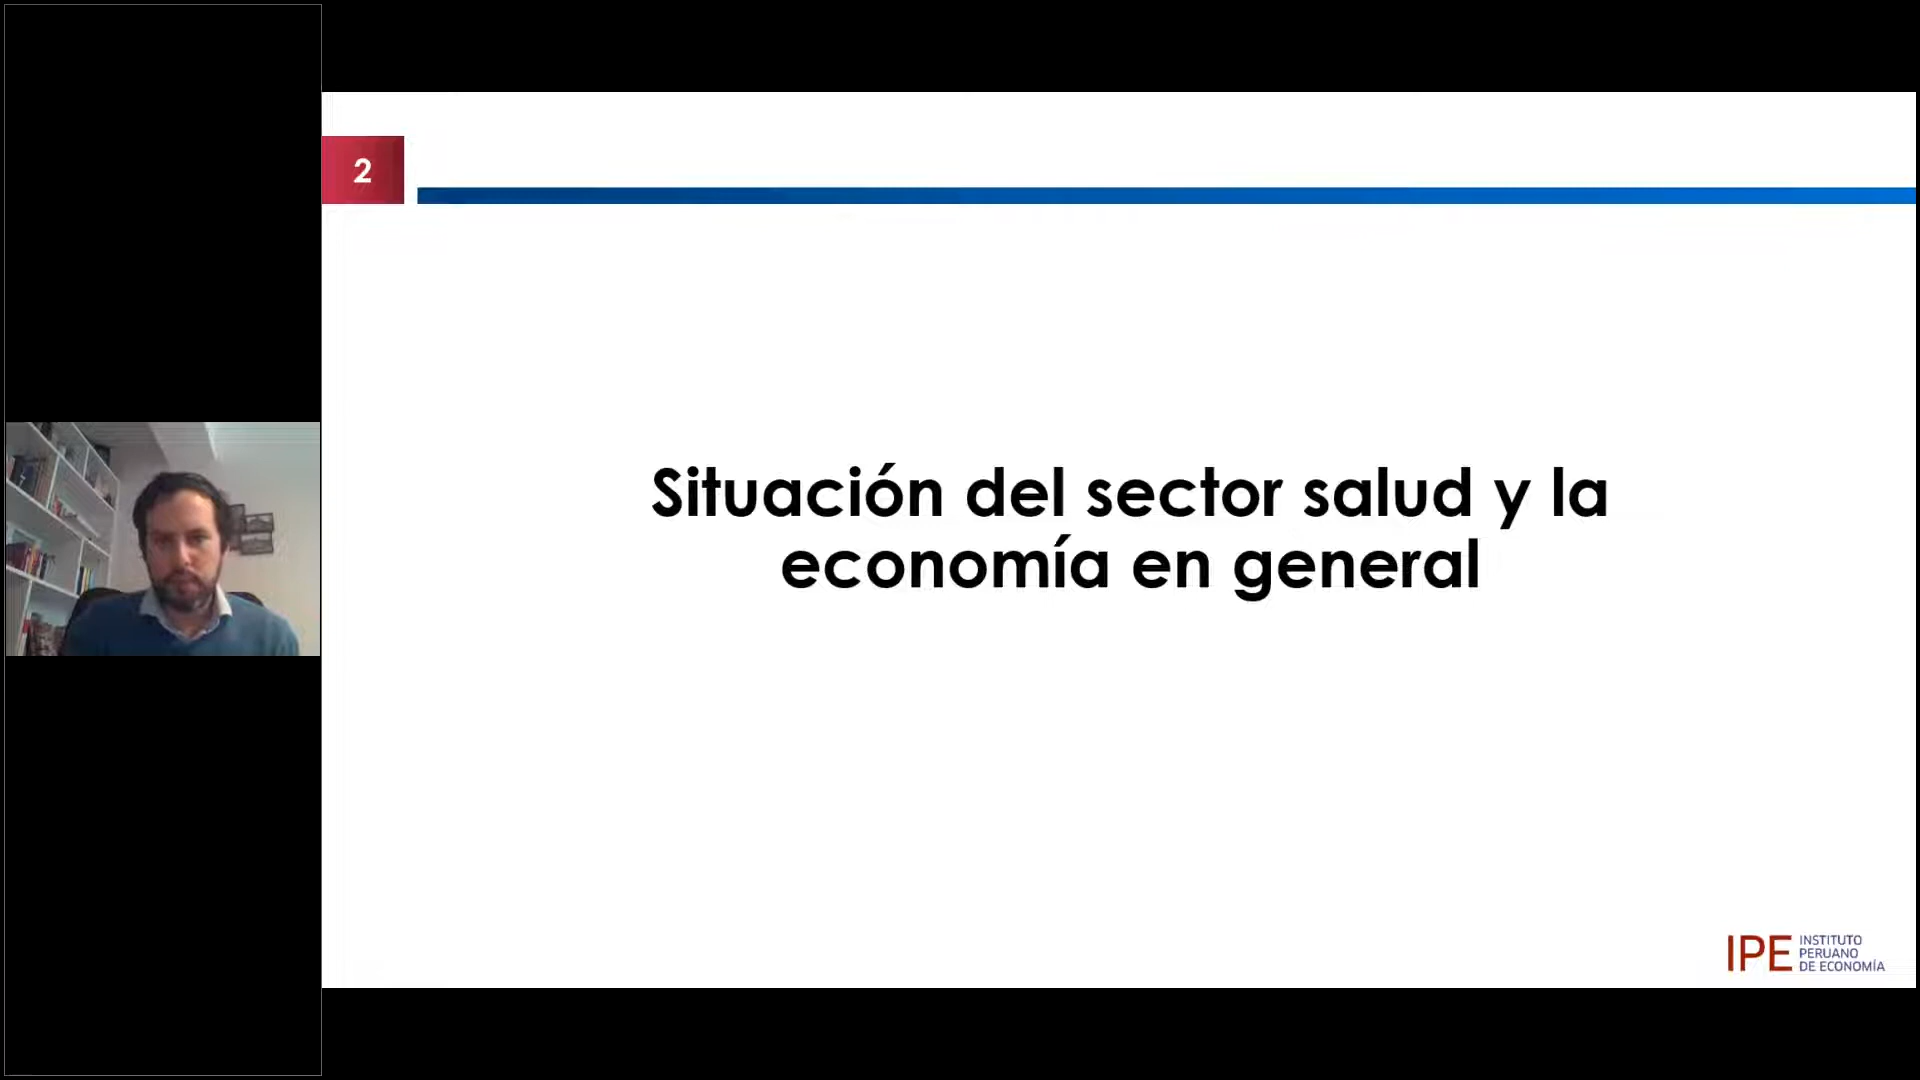 2
Situación del sector salud y la
economía en general
IPE
INSTITUTO
PERUANO
DE ECONOMÍA